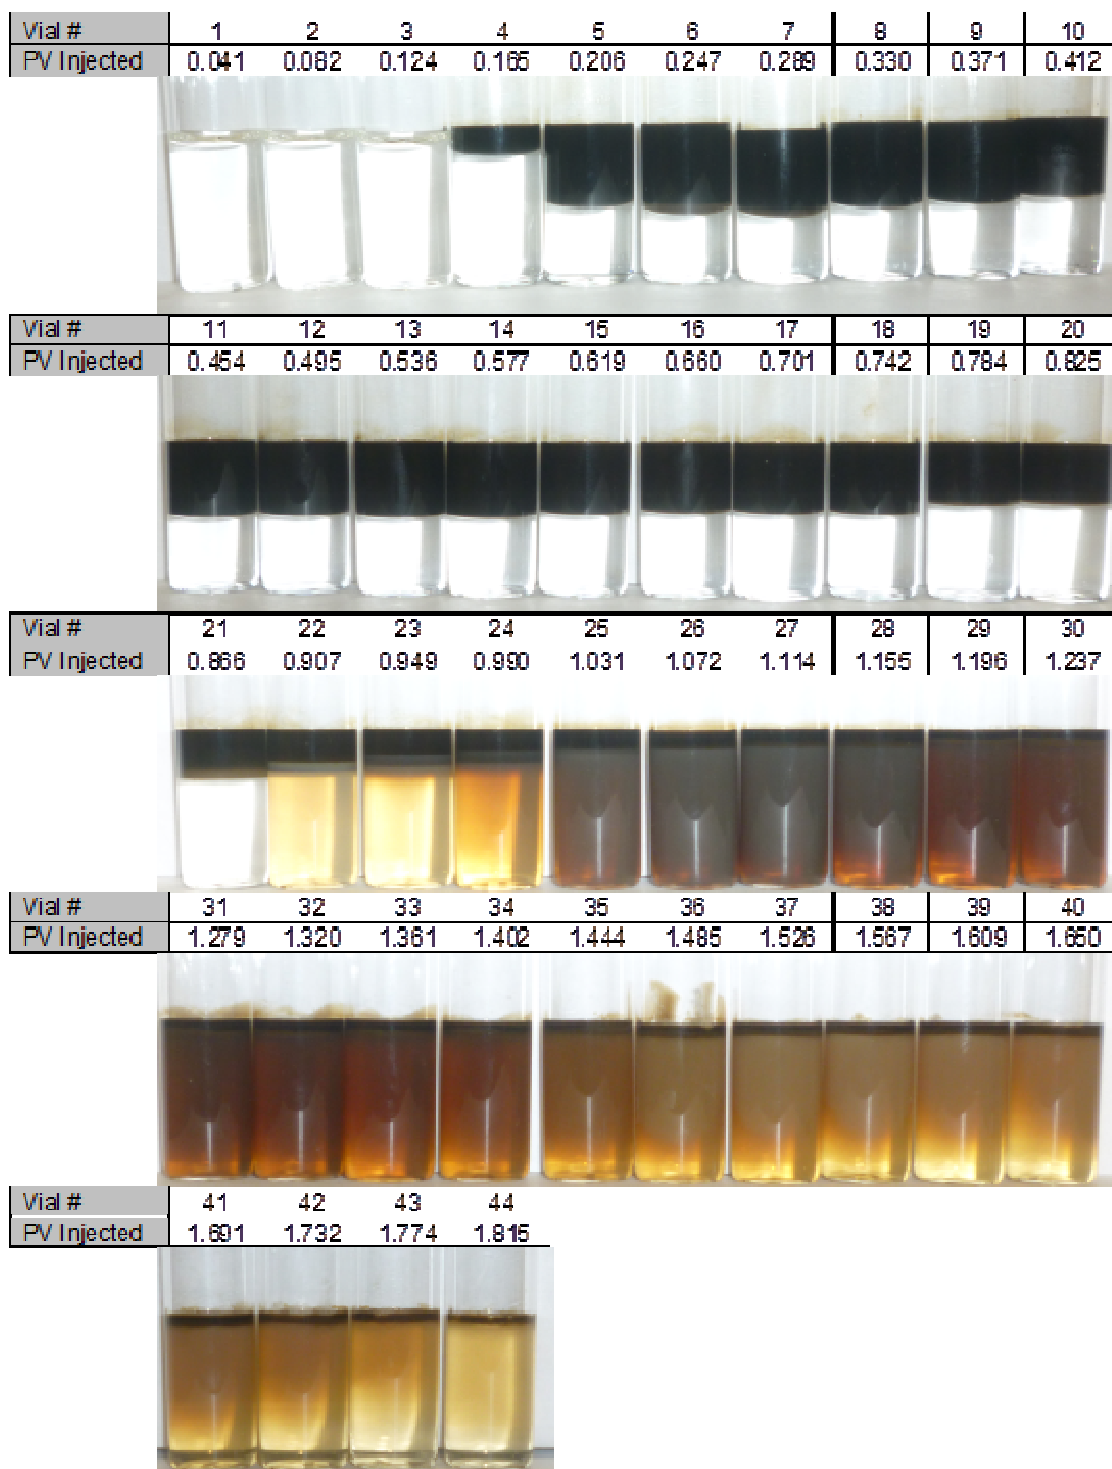 Vial # 1 2 3 4 5 6 7 8 9 10
PV Injected 0.041 0.082 0.124 0.165 0.206 0.247 0.289 0.330 0.371 0.412
Vial # 11 12 13 14 15 16 17 18 19 20
PV Injected 0.454 0.495 0.536 0.577 0.619 0.660 0.701 0.742 0.784 0.825
Vial # 21 22 23 24 25 26 27 28 29 30
PV Injected 0.866 0.907 0.949 0.990 1.031 1.072 1.114 1.155 1.196 1.237
Vial # 31 32 33 34 35 36 37 38 39 40
PV Injected 1.279 1.320 1.361 1.402 1.444 1.485 1.526 1.567 1.609 1.650
Vial # 41 42 43 44
PV Injected 1.691 1.732 1.774 1.815